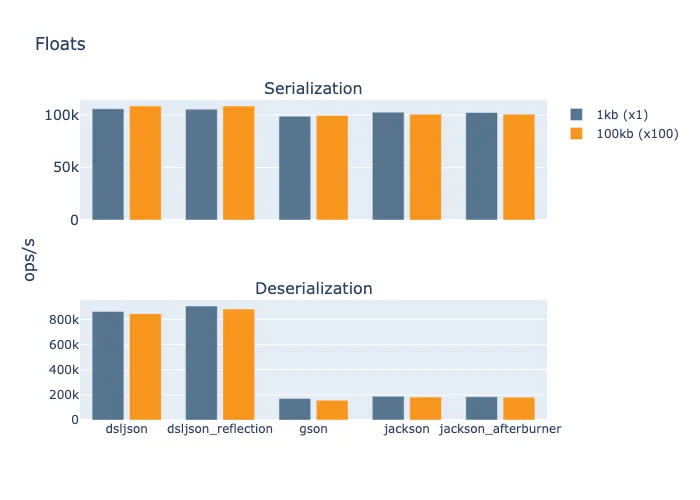 Floats
Serialization
100k
50k
0
1kb (x1)
100kb (x100)
ops/s
Deserialization
800k
600k
400k
200k
0
dsljson dsljson_reflection gson jackson jackson_afterburner